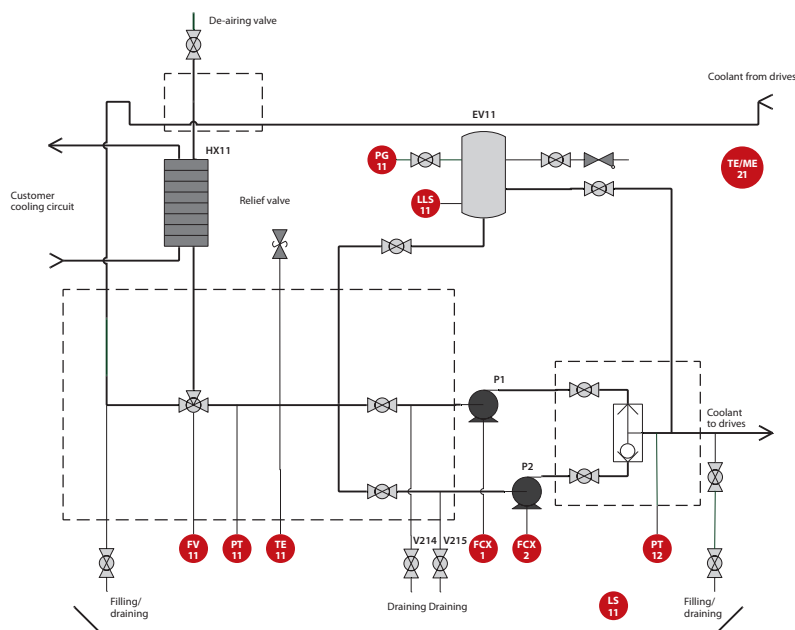 De-airing valve
Coolant from drives
EV11
HX11
PG
11
TE/ME
21
Customer
cooling circuit
Relief valve
LLS
11
P1
Coolant
to drives
P2
V214 V215
FV
11
PT
11
TE
11
FCX
1
FCX
2
PT
12
Filling/
draining
Draining Draining
LS
11
Filling/
draining